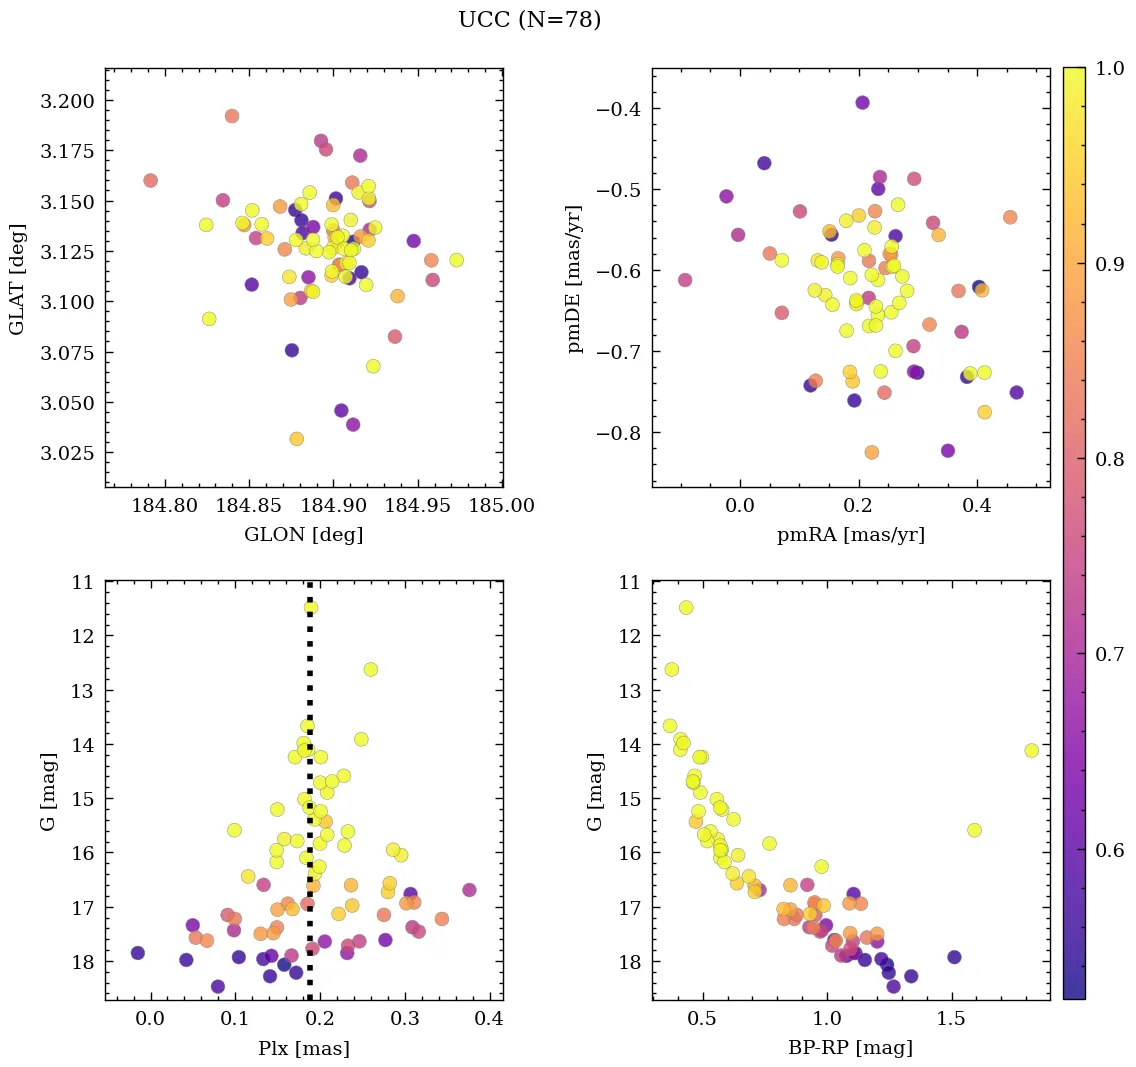 UCC (N=78)
3.200
3.175
3.150
3.125
3.100
3.075
3.050
3.025
GLAT [deg]
184.80 184.85 184.90 184.95 185.00
GLON [deg]
−0.4
−0.5
−0.6
−0.7
−0.8
pmDE [mas/yr]
0.0 0.2 0.4
pmRA [mas/yr]
1.0
0.9
0.8
0.7
0.6
11
12
13
14
15
16
17
18
G [mag]
0.0 0.1 0.2 0.3 0.4
Plx [mas]
11
12
13
14
15
16
17
18
G [mag]
0.5 1.0 1.5
BP-RP [mag]